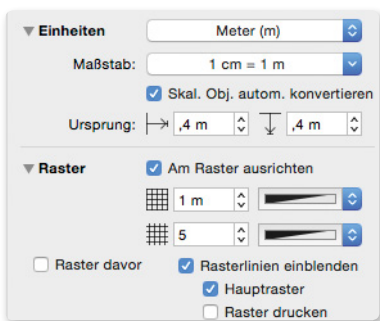 Einheiten Meter (m)
Maßstab: 1 cm = 1 m
Skal. Obj. autom. konvertieren
Ursprung: ,4 m ,4 m
Raster Am Raster ausrichten
1 m
5
Raster davor Rasterlinien einblenden
Hauptraster
Raster drucken